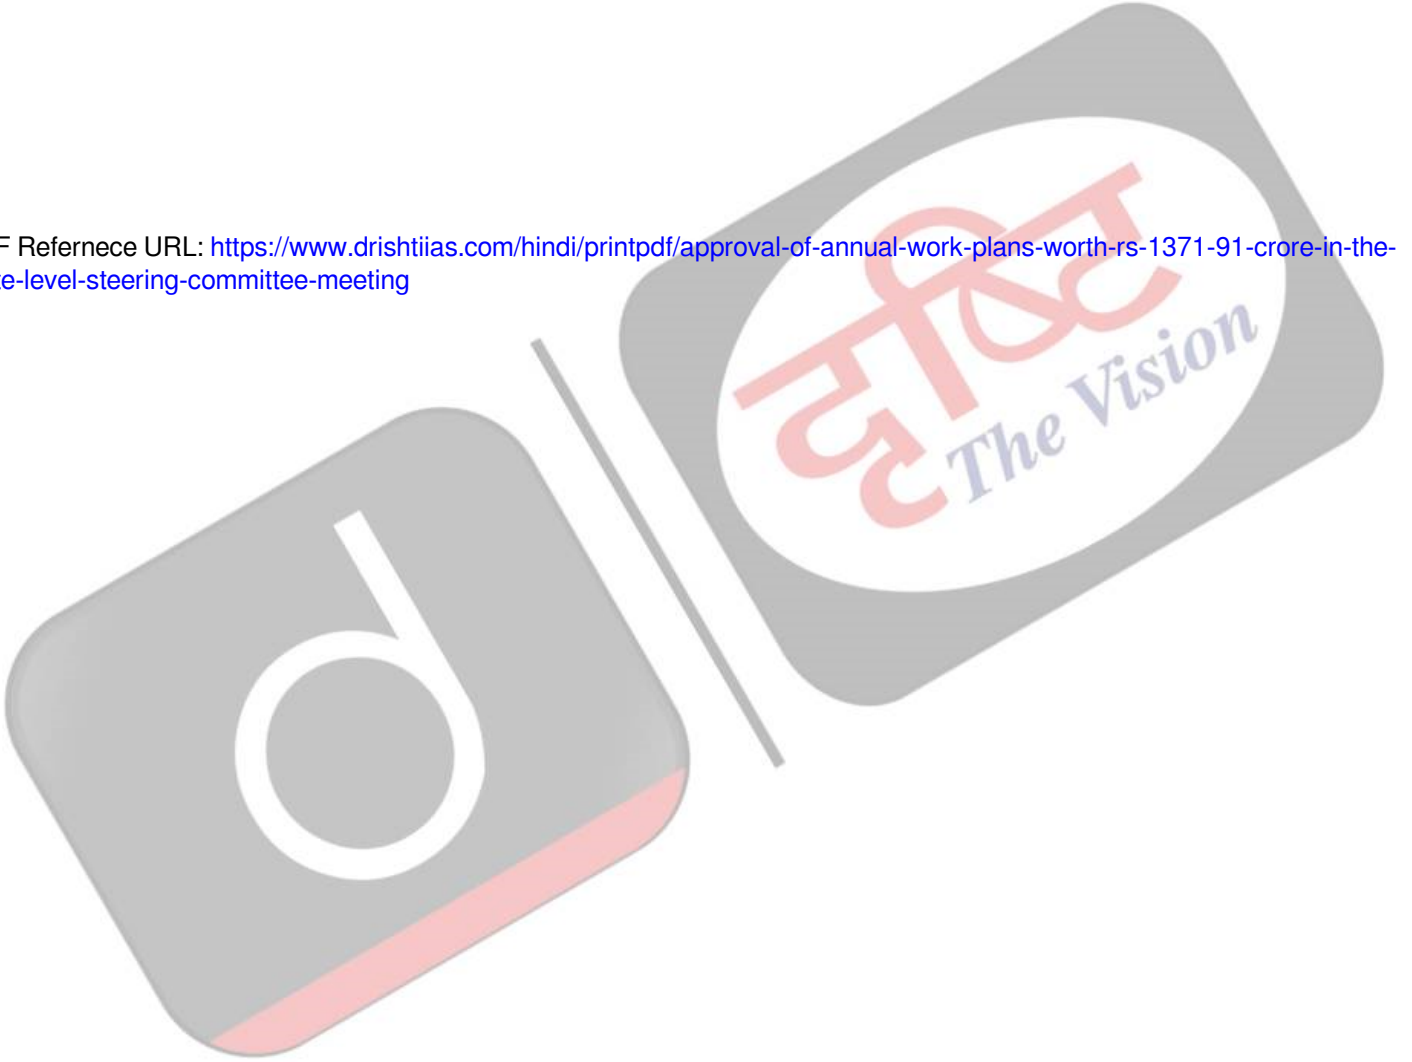 F Refernece URL: https://www.drishtiias.com/hindi/printpdf/approval-of-annual-work-plans-worth-rs-1371-91-crore-in-the-
te-level-steering-committee-meeting
दृष्टि
The Vision
d